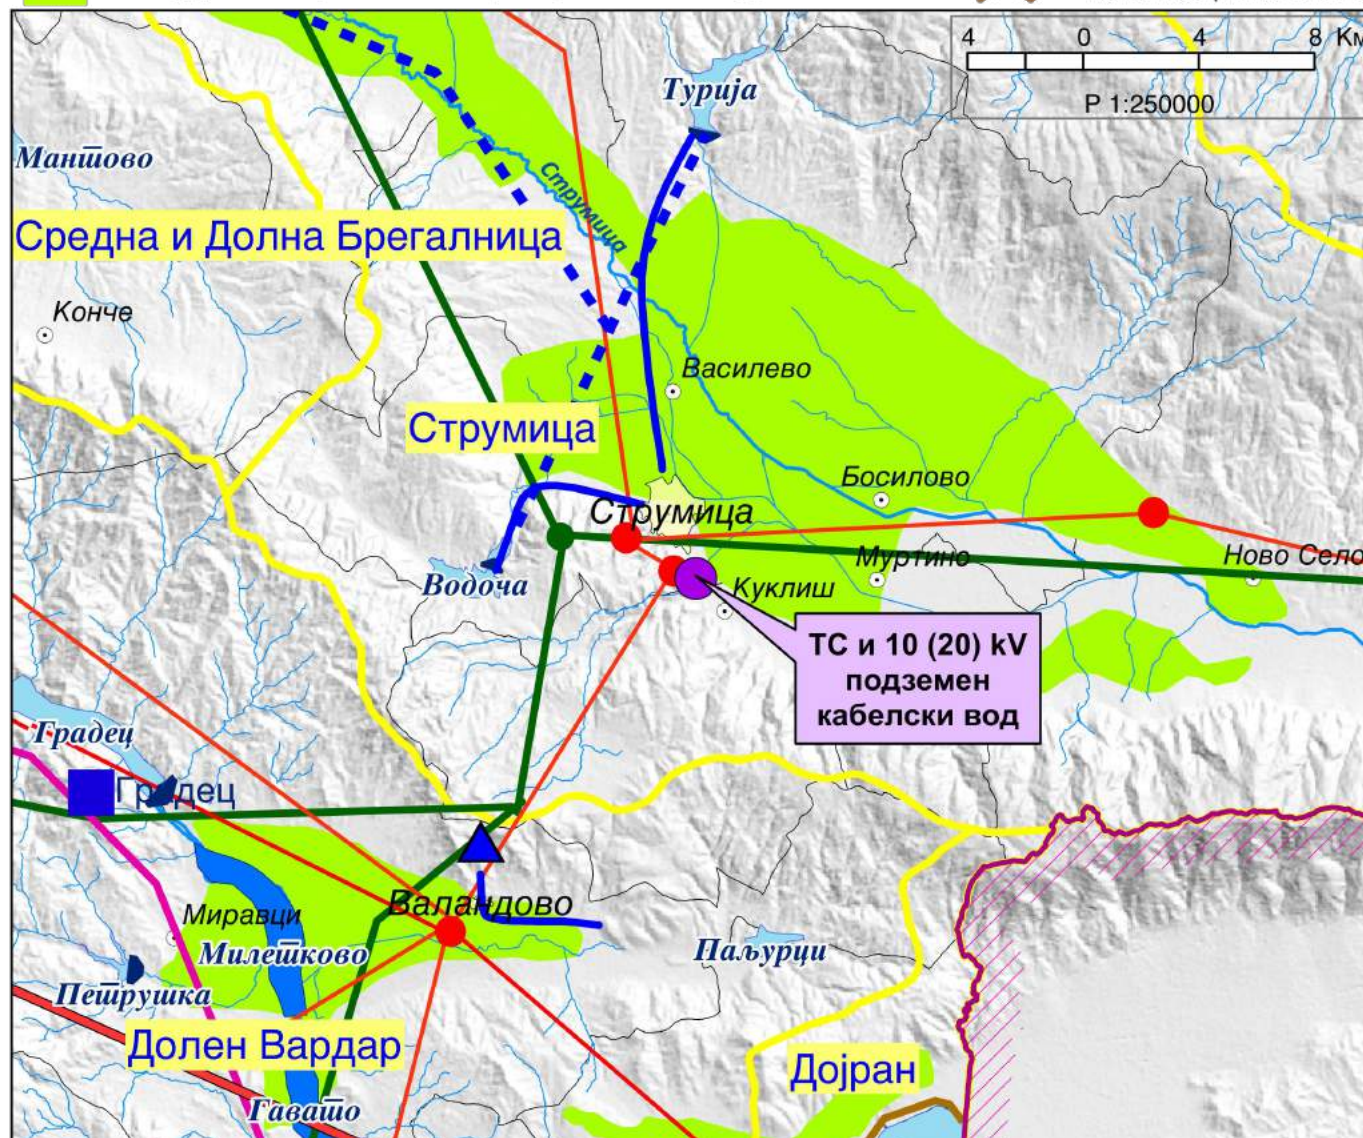 4 0 4 8 Км
Р 1:250000
Турија
Мантово
Струмица
Средна и Долна Брегалница
Конче
Василево
Струмица
Босилово
Струмица
Муртино
Ново Село
Водоча
Куклиш
ТС и 10 (20) kV
подземен
кабелски вод
Градец
Градец
Валандово
Миравци
Милетково
Паљурци
Петрушка
Долен Вардар
Дојран
Гавато